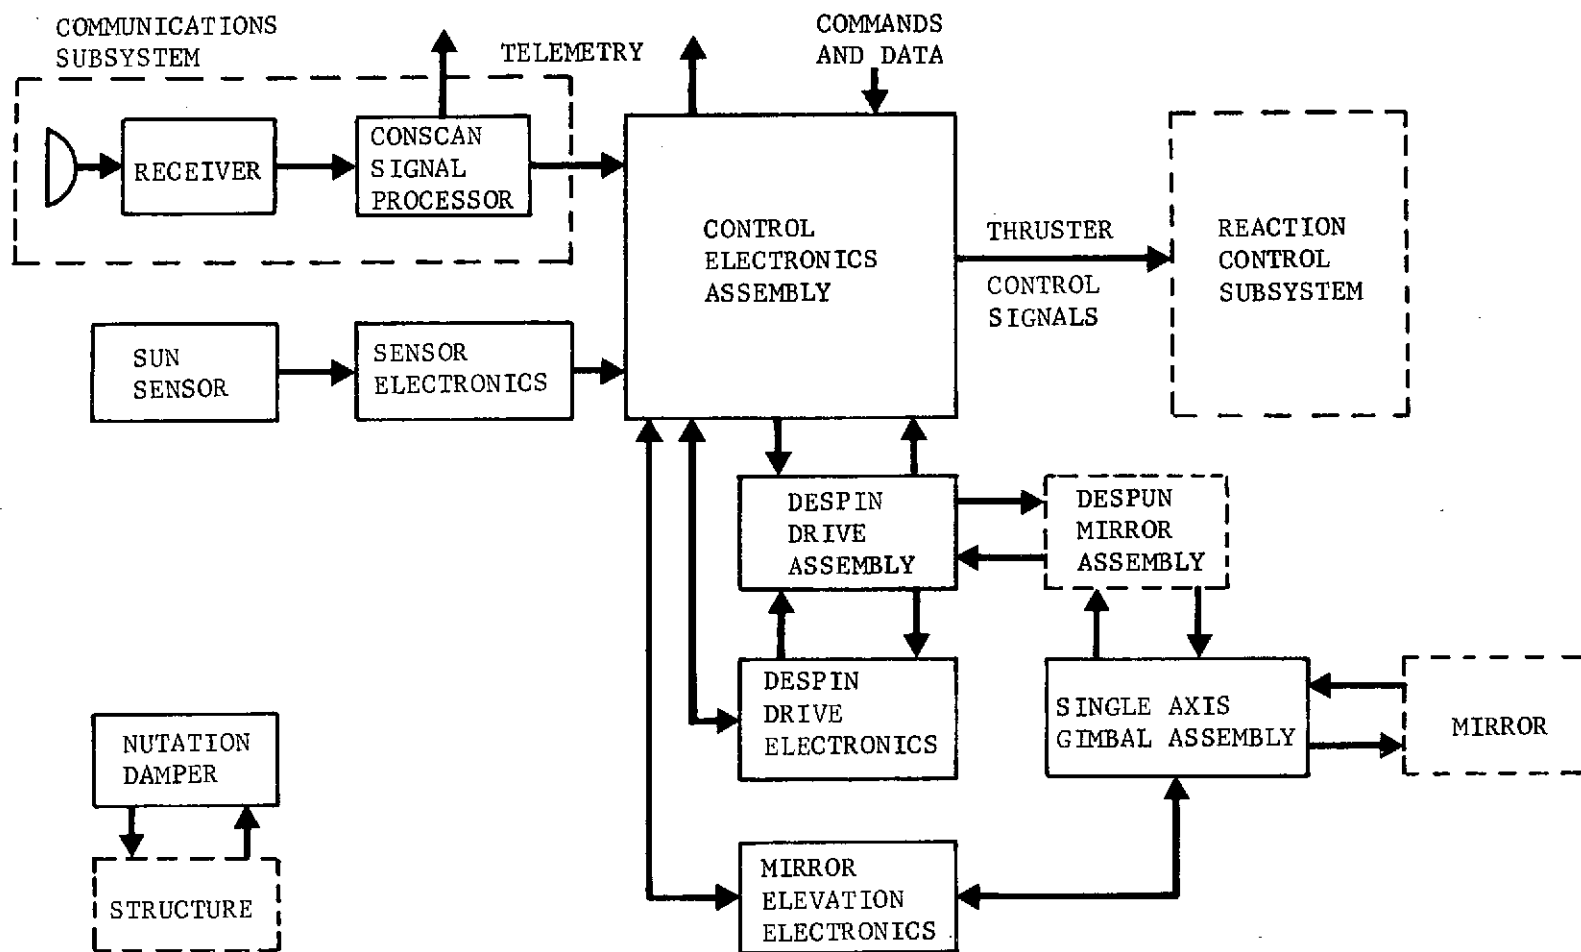 COMMUNICATIONS
SUBSYSTEM
TELEMETRY
COMMANDS
AND DATA
RECEIVER
CONSCAN
SIGNAL
PROCESSOR
CONTROL
ELECTRONICS
ASSEMBLY
THRUSTER
CONTROL
SIGNALS
REACTION
CONTROL
SUBSYSTEM
SUN
SENSOR
SENSOR
ELECTRONICS
DESPIN
DRIVE
ASSEMBLY
DESPUN
MIRROR
ASSEMBLY
DESPIN
DRIVE
ELECTRONICS
SINGLE AXIS
GIMBAL ASSEMBLY
MIRROR
NUTATION
DAMPER
STRUCTURE
MIRROR
ELEVATION
ELECTRONICS